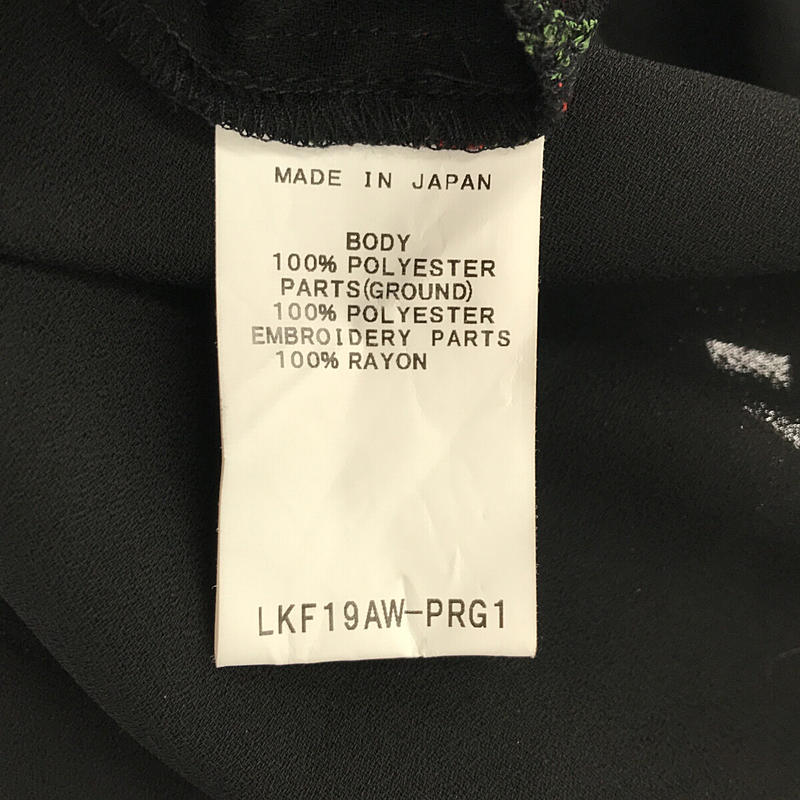 MADE IN JAPAN
BODY
100% POLYESTER
PARTS(GROUND)
100% POLYESTER
EMBROIDERY PARTS
100% RAYON
LKF19AW-PRG1